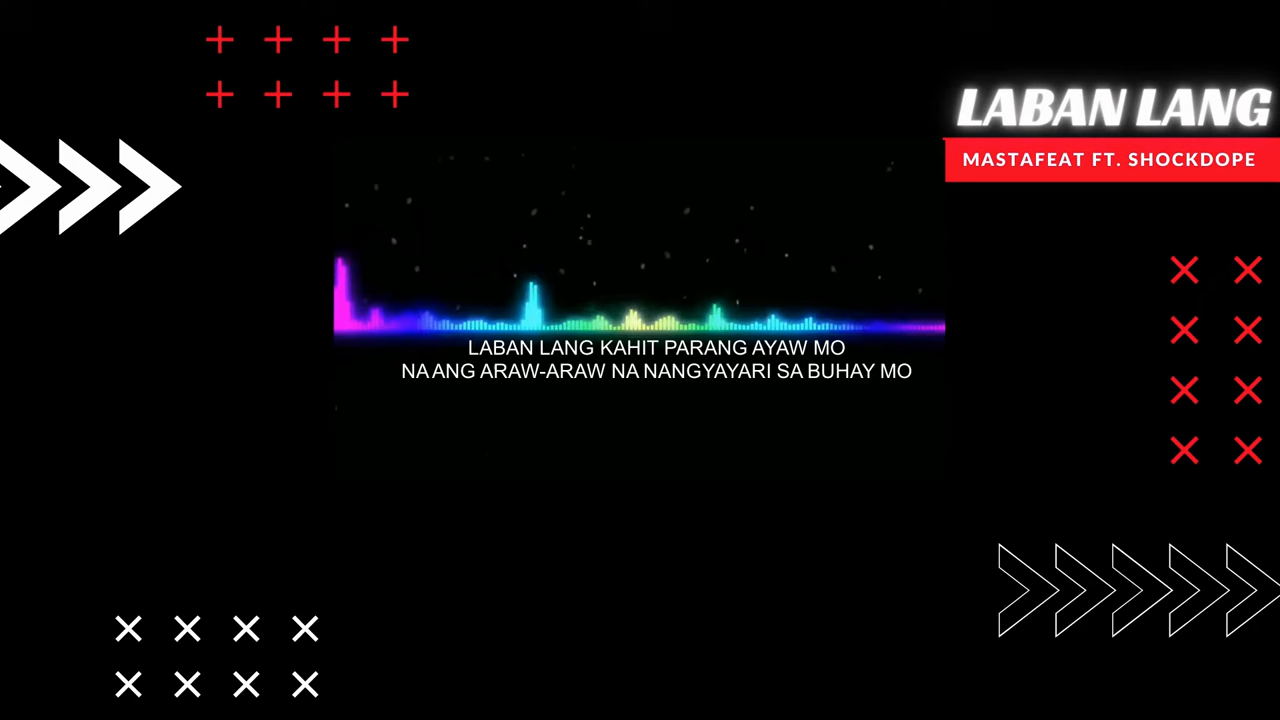 LABAN LANG
MASTAFEAT FT. SHOCKDOPE
LABAN LANG KAHIT PARANG AYAW MO
NA ANG ARAW-ARAW NA NANGYAYARI SA BUHAY MO